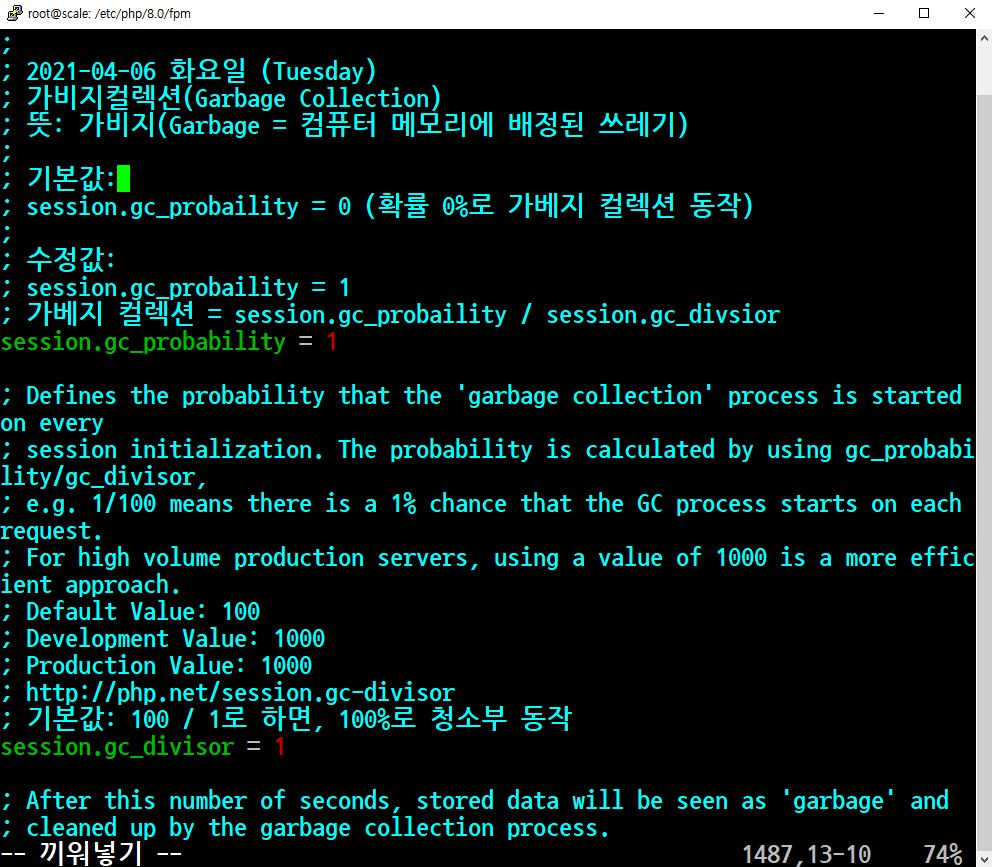 root@scale: /etc/php/8.0/fpm
;
; 2021-04-06 화요일 (Tuesday)
; 가비지컬렉션(Garbage Collection)
; 뜻: 가비지(Garbage = 컴퓨터 메모리에 배정된 쓰레기)
;
; 기본값:
; session.gc_probaility = 0 (확률 0%로 가베지 컬렉션 동작)
;
; 수정값:
; session.gc_probaility = 1
; 가베지 컬렉션 = session.gc_probaility / session.gc_divsior
session.gc_probability = 1
; Defines the probability that the 'garbage collection' process is started
on every
; session initialization. The probability is calculated by using gc_probabi
lity/gc_divisor,
; e.g. 1/100 means there is a 1% chance that the GC process starts on each
request.
; For high volume production servers, using a value of 1000 is a more effic
ient approach.
; Default Value: 100
; Development Value: 1000
; Production Value: 1000
; http://php.net/session.gc-divisor
; 기본값: 100 / 1로 하면, 100%로 청소부 동작
session.gc_divisor = 1
; After this number of seconds, stored data will be seen as 'garbage' and
; cleaned up by the garbage collection process.
-- 끼워넣기 -- 1487,13-10 74%